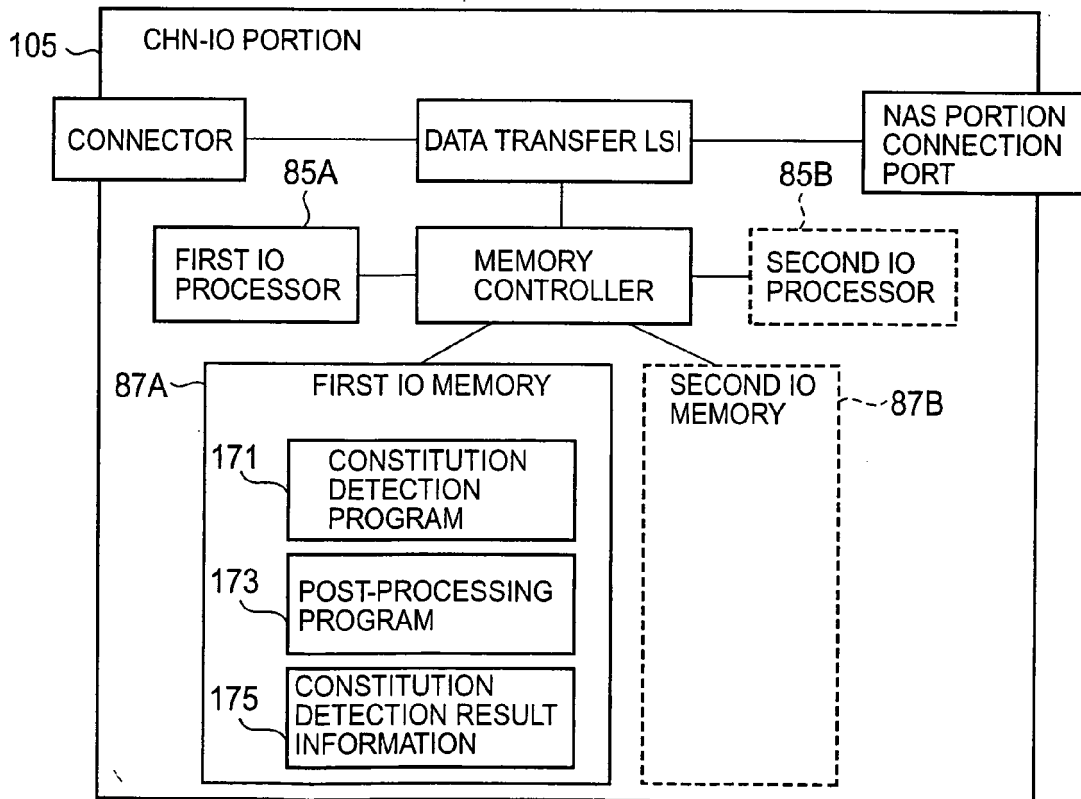 105
CHN-IO PORTION
CONNECTOR
DATA TRANSFER LSI
NAS PORTION
CONNECTION
PORT
85A
85B
FIRST IO
PROCESSOR
MEMORY
CONTROLLER
SECOND IO
PROCESSOR
87A
FIRST IO MEMORY
SECOND IO
MEMORY
87B
171
CONSTITUTION
DETECTION
PROGRAM
173
POST-PROCESSING
PROGRAM
175
CONSTITUTION
DETECTION RESULT
INFORMATION